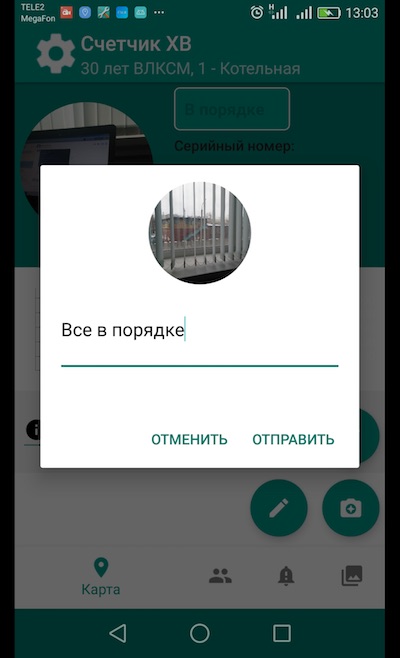 TELE2
MegaFon
13:03
Счетчик ХВ
30 лет ВЛКСМ, 1 - Котельная
В порядке
Серийный номер:
Все в порядке
ОТМЕНИТЬ
ОТПРАВИТЬ
Карта